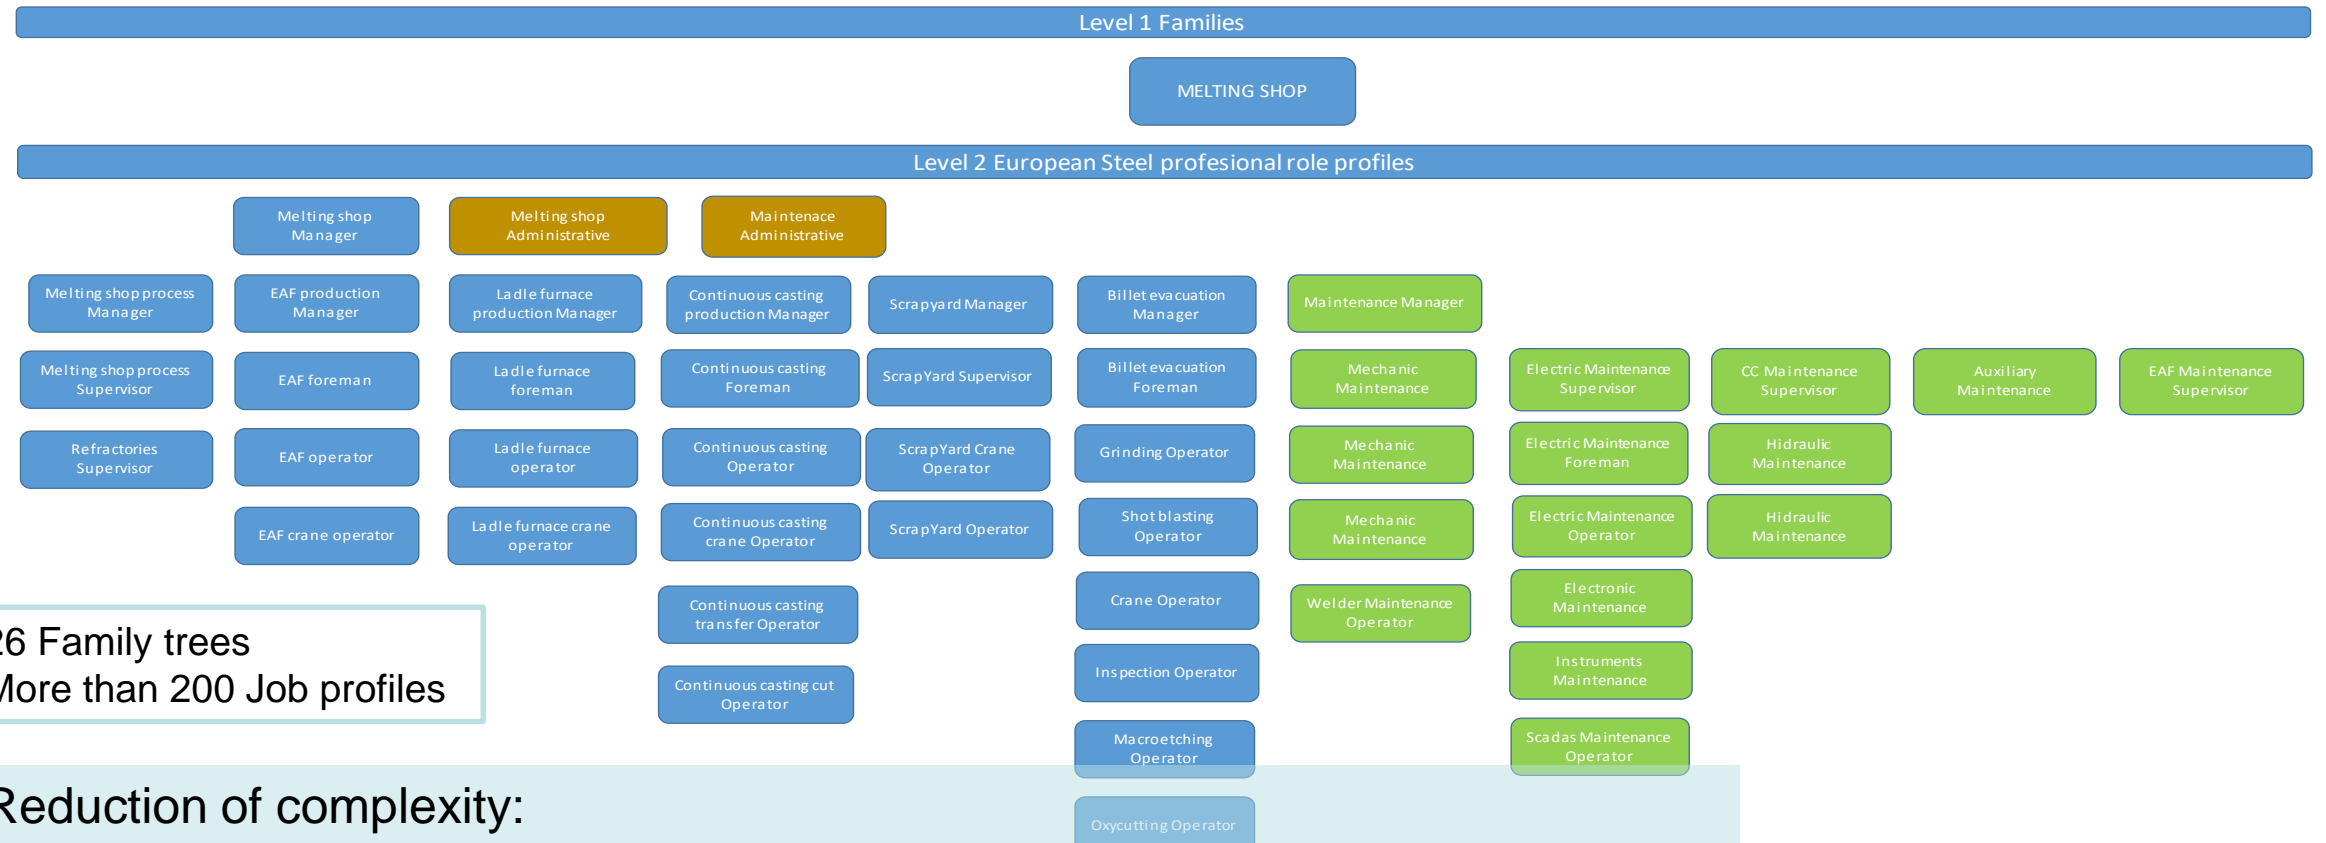 Level 1 Families
MELTING SHOP
Level 2 European Steel profesional role profiles
Melting shop
Manager
Melting shop
Administrative
Maintenace
Administrative
Melting shop process
Manager
EAF production
Manager
Ladle furnace
production Manager
Continuous casting
production Manager
Scrapyard Manager
Billet evacuation
Manager
Maintenance Manager
Melting shop process
Supervisor
EAF foreman
Ladle furnace
foreman
Continuous casting
Foreman
ScrapYard Supervisor
Billet evacuation
Foreman
Mechanic
Maintenance
Electric Maintenance
Supervisor
CC Maintenance
Supervisor
Auxiliary
Maintenance
EAF Maintenance
Supervisor
Refractories
Supervisor
EAF operator
Ladle furnace
operator
Continuous casting
Operator
ScrapYard Crane
Operator
Grinding Operator
Mechanic
Maintenance
Electric Maintenance
Foreman
Hidraulic
Maintenance
EAF crane operator
Ladle furnace crane
operator
Continuous casting
crane Operator
ScrapYard Operator
Shot blasting
Operator
Mechanic
Maintenance
Electric Maintenance
Operator
Hidraulic
Maintenance
Continuous casting
transfer Operator
Crane Operator
Welder Maintenance
Operator
Electronic
Maintenance
26 Family trees
More than 200 Job profiles
Continuous casting cut
Operator
Inspection Operator
Instruments
Maintenance
Macroetching
Operator
Scadas Maintenance
Operator
Reduction of complexity:
Oxycutting Operator